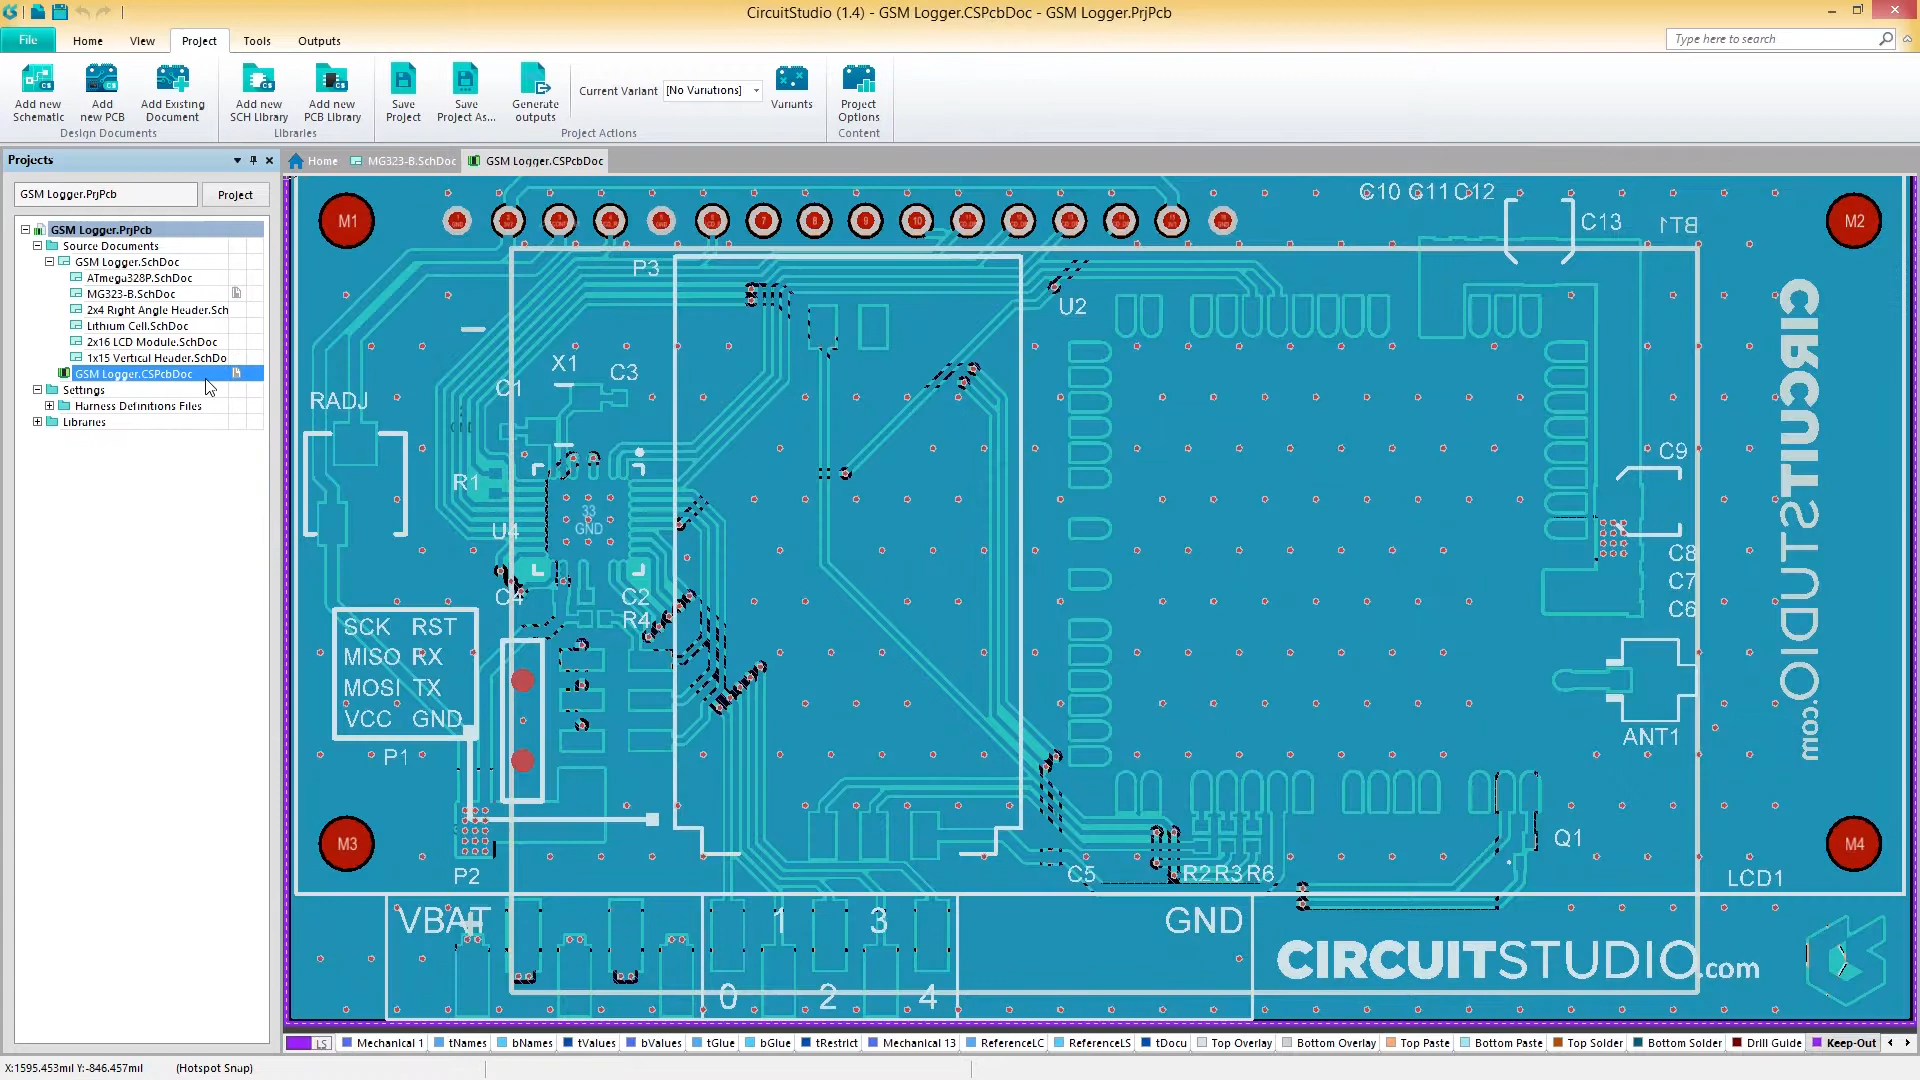 CircuitStudio (1.4) - GSM Logger.CSPcbDoc - GSM Logger.PrjPcb
File Home View Project Tools Outputs
Type here to search
Add new Schematic
Add new PCB
Add Existing Document
Design Documents
Add new SCH Library
Add new PCB Library
Libraries
Save Project
Save Project As...
Generate outputs
Current Variant [No Variations]
Variants
Project Actions
Project Options
Content
Projects
GSM Logger.PrjPcb
Project
GSM Logger.PrjPcb
Source Documents
GSM Logger.SchDoc
ATmega328P.SchDoc
MG323-B.SchDoc
2x4 Right Angle Header.Sch
Lithium Cell.SchDoc
2x16 LCD Module.SchDoc
1x15 Vertical Header.SchDo
GSM Logger.CSPcbDoc
Settings
Harness Definitions Files
Libraries
Home MG323-B.SchDoc GSM Logger.CSPcbDoc
M1
7
8
9
10
C10 C11 C12
C13
BT1
M2
P3
U2
X1
C1
C3
RADJ
R1
33
GND
U4
C4
C2
R4
C9
C8
C7
C6
CIRCUITSTUDIO.com
SCK RST
MISO RX
MOSI TX
VCC GND
P1
ANT1
M3
P2
C5
R2 R3 R6
Q1
M4
LCD1
VBAT
1
3
GND
0
2
4
CIRCUITSTUDIO.com
LS Mechanical 1 tNames bNames tValues bValues tGlue bGlue tRestrict Mechanical 13 ReferenceLC ReferenceLS tDocu Top Overlay Bottom Overlay Top Paste Bottom Paste Top Solder Bottom Solder Drill Guide Keep-Out
X:1595.453mil Y:-846.457mil (Hotspot Snap)